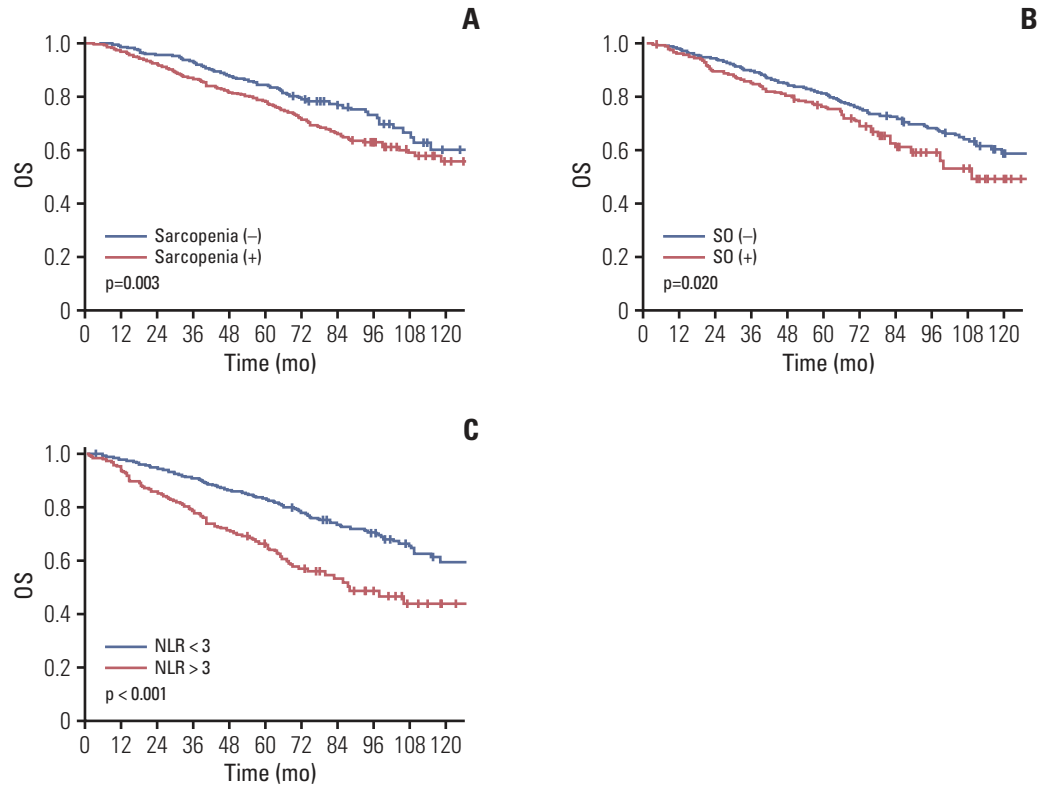 A
1.0
0.8
0.6
0.4
0.2
0
OS
Sarcopenia (–)
Sarcopenia (+)
p=0.003
0 12 24 36 48 60 72 84 96 108 120
Time (mo)
B
1.0
0.8
0.6
0.4
0.2
0
OS
SO (–)
SO (+)
p=0.020
0 12 24 36 48 60 72 84 96 108 120
Time (mo)
C
1.0
0.8
0.6
0.4
0.2
0
OS
NLR < 3
NLR > 3
p < 0.001
0 12 24 36 48 60 72 84 96 108 120
Time (mo)